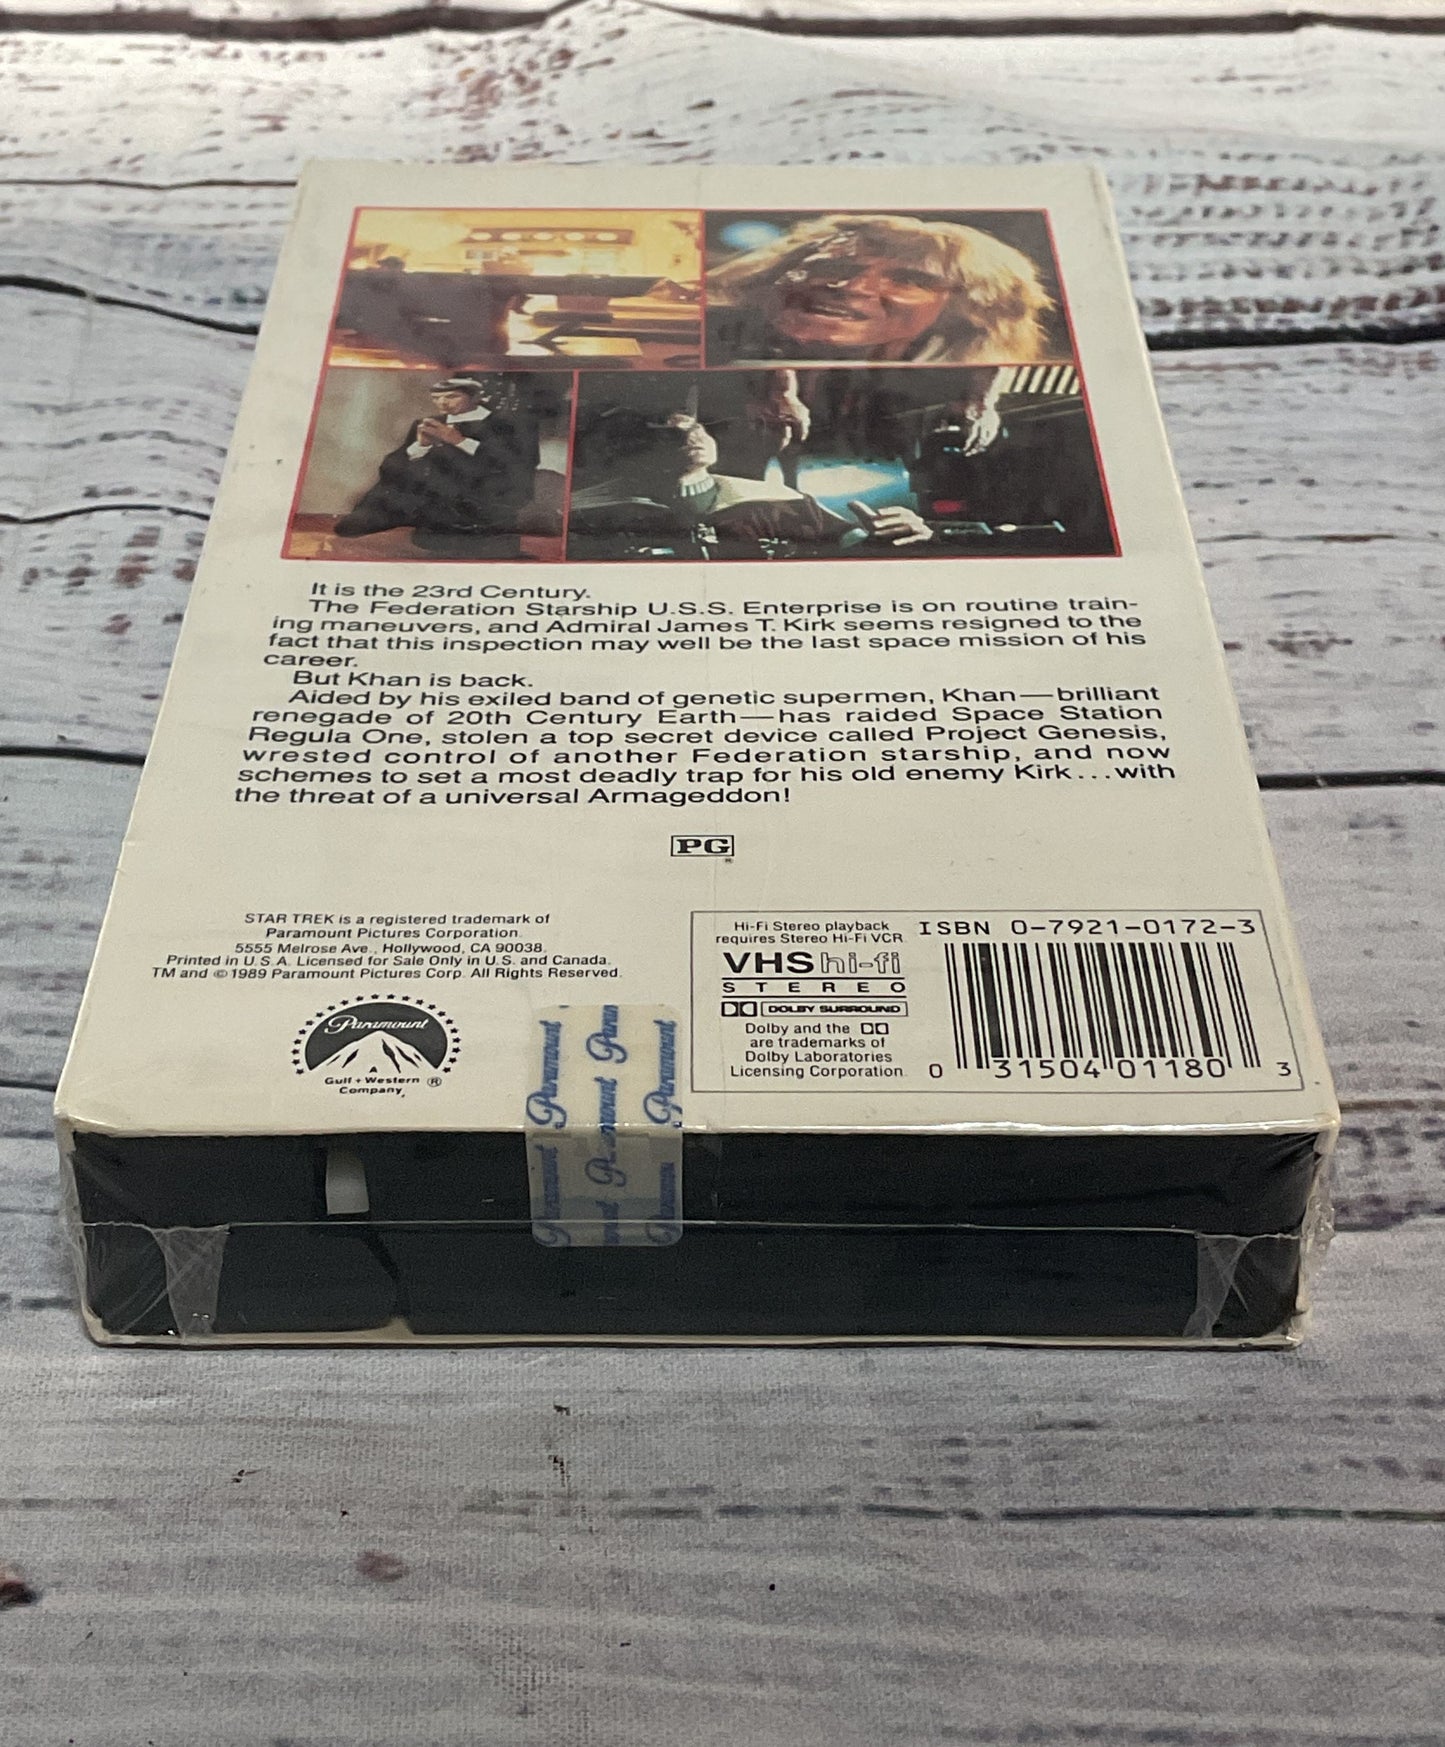 It is the 23rd Century.
The Federation Starship U.S.S. Enterprise is on routine train-
ing maneuvers, and Admiral James T. Kirk seems resigned to the
fact that this inspection may well be the last space mission of his
career.
But Khan is back.
Aided by his exiled band of genetic supermen, Khan—brilliant
renegade of 20th Century Earth—has raided Space Station
Regula One, stolen a top secret device called Project Genesis,
wrested control of another Federation starship, and now
schemes to set a most deadly trap for his old enemy Kirk...with
the threat of a universal Armageddon!
PG
®
STAR TREK is a registered trademark of
Paramount Pictures Corporation.
5555 Melrose Ave., Hollywood, CA 90038.
Printed in U.S.A. Licensed for Sale Only in U.S. and Canada.
TM and © 1989 Paramount Pictures Corp. All Rights Reserved.
Paramount
A
Gulf + Western ®
Company
Hi-Fi Stereo playback
requires Stereo Hi-Fi VCR.
VHS hi-fi
STEREO
DOLBY SURROUND
Dolby and the
are trademarks of
Dolby Laboratories
Licensing Corporation.
ISBN 0-7921-0172-3
0 31504 01180 3
Paramount
Paramount
Paramount